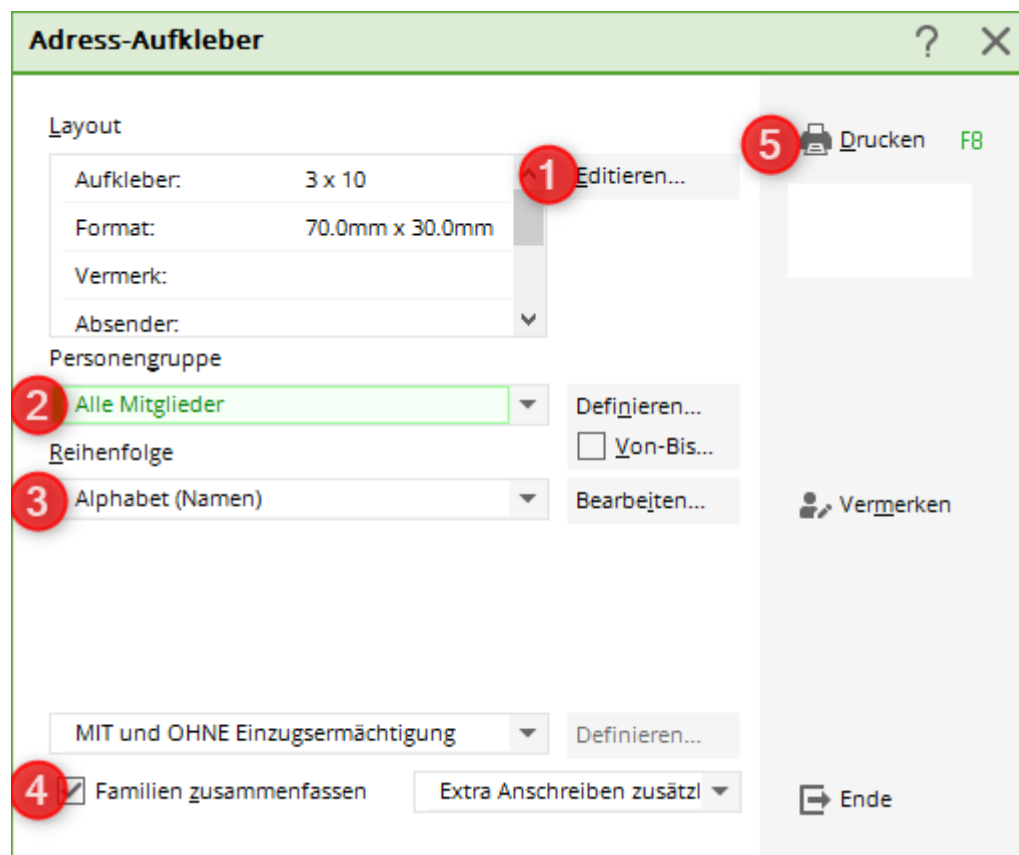 Adress-Aufkleber
Layout
5 Drucken F8
Aufkleber: 3 x 10
1 Editieren...
Format: 70.0mm x 30.0mm
Vermerk:
Absender:
Personengruppe
2 Alle Mitglieder
Definieren...
Reihenfolge
Von-Bis...
3 Alphabet (Namen)
Bearbeiten...
Vermerken
MIT und OHNE Einzugsermächtigung
Definieren...
4 Familien zusammenfassen
Extra Anschreiben zusätzl
Ende